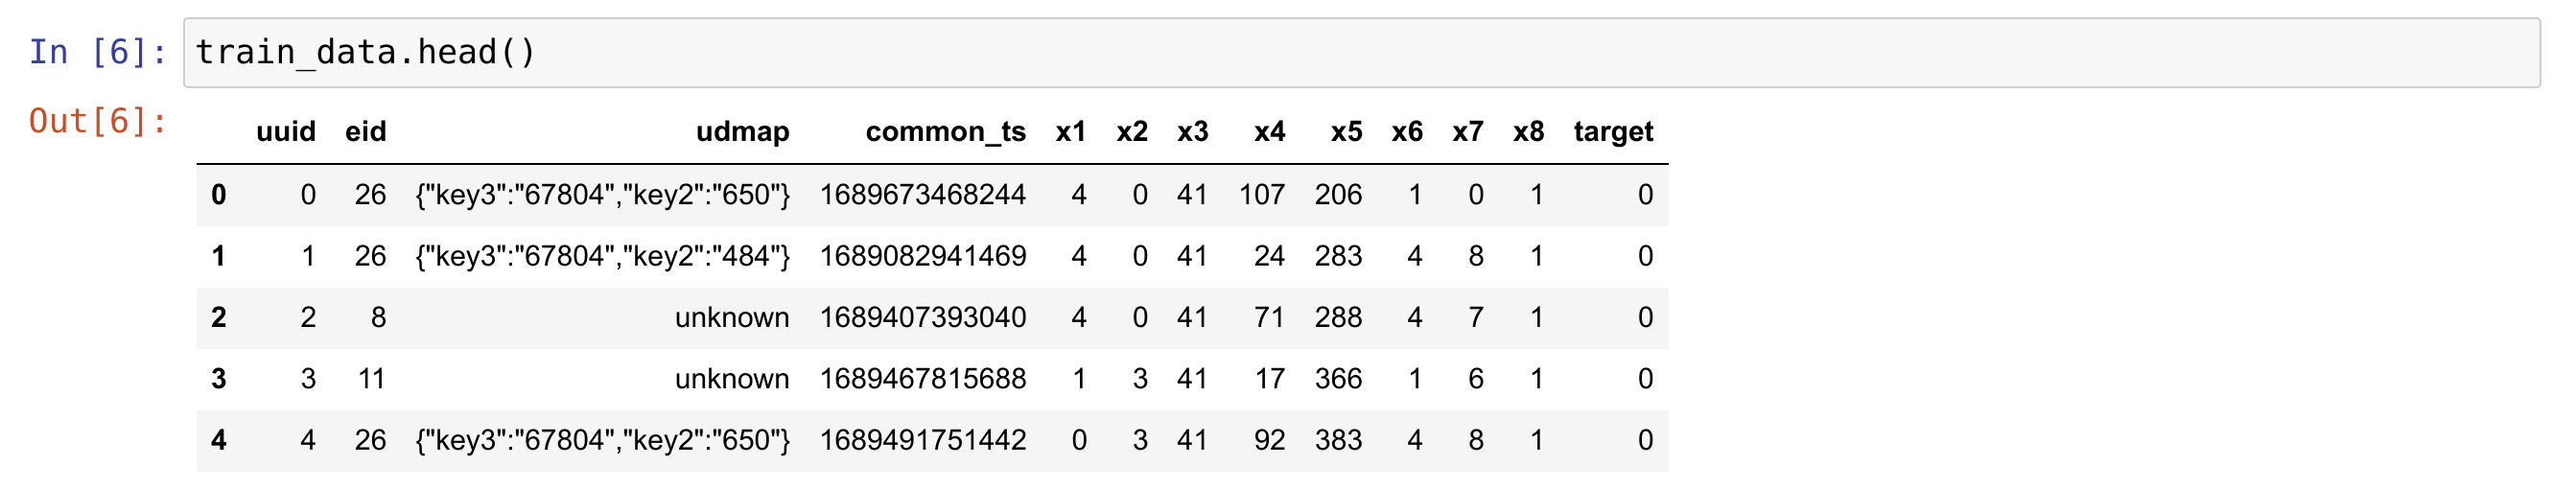 In [6]: train_data.head()
Out[6]:
uuid eid udmap common_ts x1 x2 x3 x4 x5 x6 x7 x8 target
0 0 26 {"key3":"67804","key2":"650"} 1689673468244 4 0 41 107 206 1 0 1 0
1 1 26 {"key3":"67804","key2":"484"} 1689082941469 4 0 41 24 283 4 8 1 0
2 2 8 unknown 1689407393040 4 0 41 71 288 4 7 1 0
3 3 11 unknown 1689467815688 1 3 41 17 366 1 6 1 0
4 4 26 {"key3":"67804","key2":"650"} 1689491751442 0 3 41 92 383 4 8 1 0